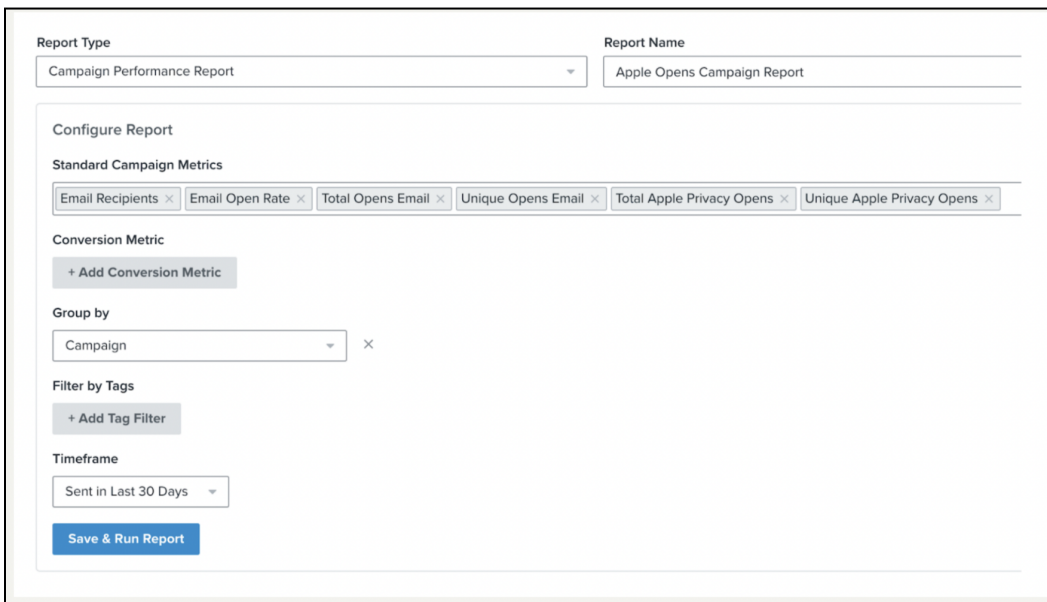 Report Type
Report Name
Campaign Performance Report
Apple Opens Campaign Report
Configure Report
Standard Campaign Metrics
Email Recipients × Email Open Rate × Total Opens Email × Unique Opens Email × Total Apple Privacy Opens × Unique Apple Privacy Opens ×
Conversion Metric
+ Add Conversion Metric
Group by
Campaign ×
Filter by Tags
+ Add Tag Filter
Timeframe
Sent in Last 30 Days
Save & Run Report